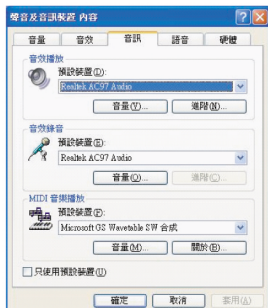 聲音及音訊裝置 內容
音量 音效 音訊 語音 硬體
音效播放
預設裝置(D):
Realtek AC97 Audio
音量(V)... 進階(N)...
音效錄音
預設裝置(E):
Realtek AC97 Audio
音量(O)... 進階(C)...
MIDI 音樂播放
預設裝置(F):
Microsoft GS Wavetable SW 合成
音量(M)... 關於(B)...
只使用預設裝置(U)
確定 取消 套用(A)